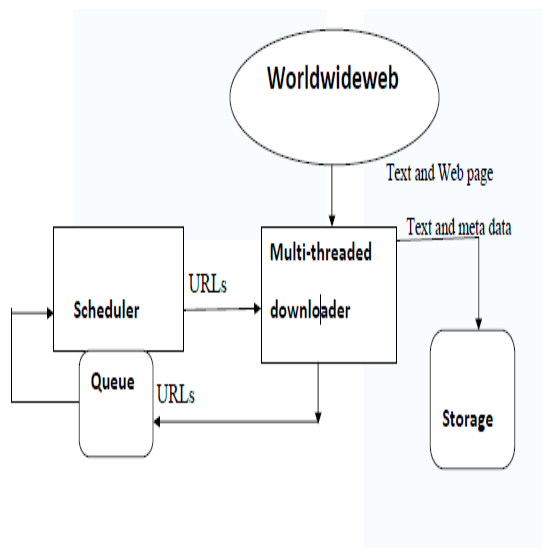 Worldwideweb
Text and Web page
Text and meta data
Multi-threaded
downloader
URLs
Scheduler
Queue
URLs
Storage